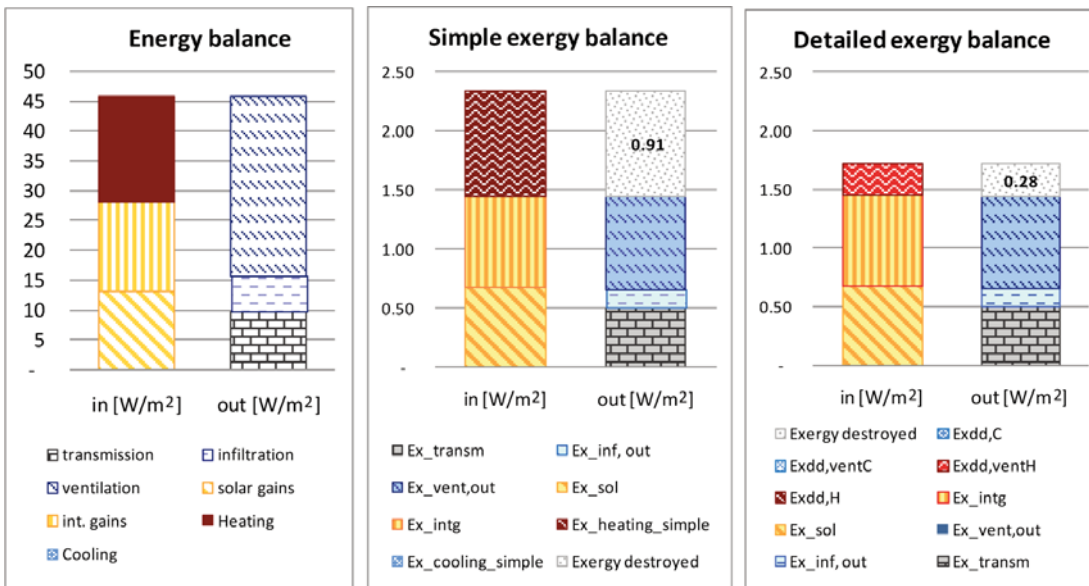 Energy balance
50
45
40
35
30
25
20
15
10
5
-
in [W/m²] out [W/m²]
transmission infiltration
ventilation solar gains
int. gains Heating
Cooling
Simple exergy balance
2.50
2.00
1.50
1.00
0.50
-
0.91
in [W/m²] out [W/m²]
Ex_transm Ex_inf, out
Ex_vent,out Ex_sol
Ex_intg Ex_heating_simple
Ex_cooling_simple Exergy destroyed
Detailed exergy balance
2.50
2.00
1.50
1.00
0.50
-
0.28
in [W/m²] out [W/m²]
Exergy destroyed Exdd,C
Exdd,ventC Exdd,ventH
Exdd,H Ex_intg
Ex_sol Ex_vent,out
Ex_inf, out Ex_transm